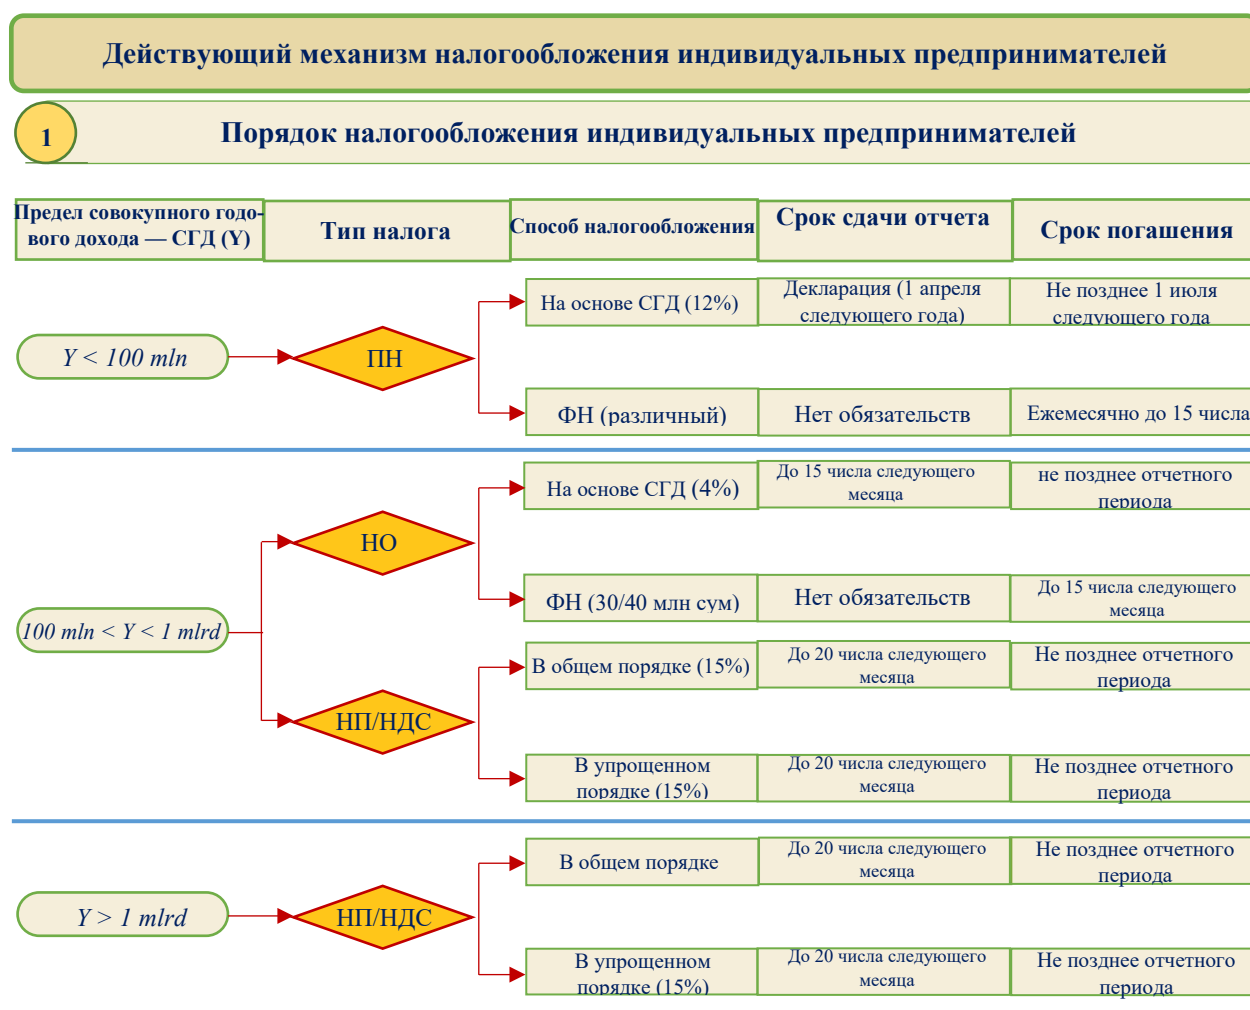 Действующий механизм налогообложения индивидуальных предпринимателей
1
Порядок налогообложения индивидуальных предпринимателей
Предел совокупного годо-
вого дохода — СГД (Y)
Тип налога
Способ налогообложения
Срок сдачи отчета
Срок погашения
Y < 100 mln
ПН
На основе СГД (12%)
Декларация (1 апреля
следующего года)
Не позднее 1 июля
следующего года
ФН (различный)
Нет обязательств
Ежемесячно до 15 числа
100 mln < Y < 1 mlrd
НО
На основе СГД (4%)
До 15 числа следующего
месяца
не позднее отчетного
периода
ФН (30/40 млн сум)
Нет обязательств
До 15 числа следующего
месяца
НП/НДС
В общем порядке (15%)
До 20 числа следующего
месяца
Не позднее отчетного
периода
В упрощенном
порядке (15%)
До 20 числа следующего
месяца
Не позднее отчетного
периода
Y > 1 mlrd
НП/НДС
В общем порядке
До 20 числа следующего
месяца
Не позднее отчетного
периода
В упрощенном
порядке (15%)
До 20 числа следующего
месяца
Не позднее отчетного
периода